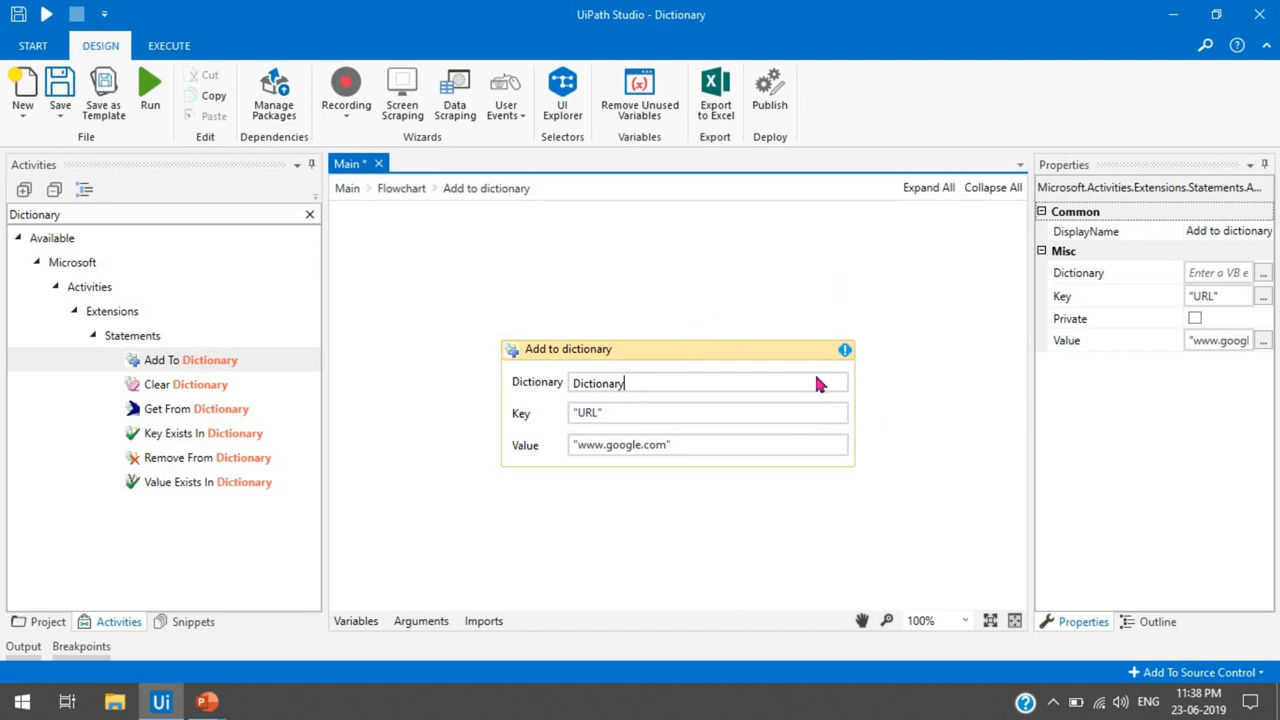 UiPath Studio - Dictionary
START DESIGN EXECUTE
New
Save
Save as Template
Run
Cut
Copy
Paste
Manage Packages
Recording
Screen Scraping
Data Scraping
User Events
UI Explorer
Remove Unused Variables
Export to Excel
Publish
File Edit Dependencies Wizards Selectors Variables Export Deploy
Activities
Dictionary
Available
Microsoft
Activities
Extensions
Statements
Add To Dictionary
Clear Dictionary
Get From Dictionary
Key Exists In Dictionary
Remove From Dictionary
Value Exists In Dictionary
Project Activities Snippets
Main *
Main Flowchart Add to dictionary Expand All Collapse All
Add to dictionary
Dictionary Dictionary
Key "URL"
Value "www.google.com"
Variables Arguments Imports 100%
Properties
Microsoft.Activities.Extensions.Statements.A...
Common
DisplayName Add to dictionary
Misc
Dictionary Enter a VB e ...
Key "URL" ...
Private
Value "www.googl ...
Properties Outline
Output Breakpoints
Add To Source Control
Ui
P
ENG
11:38 PM
23-06-2019